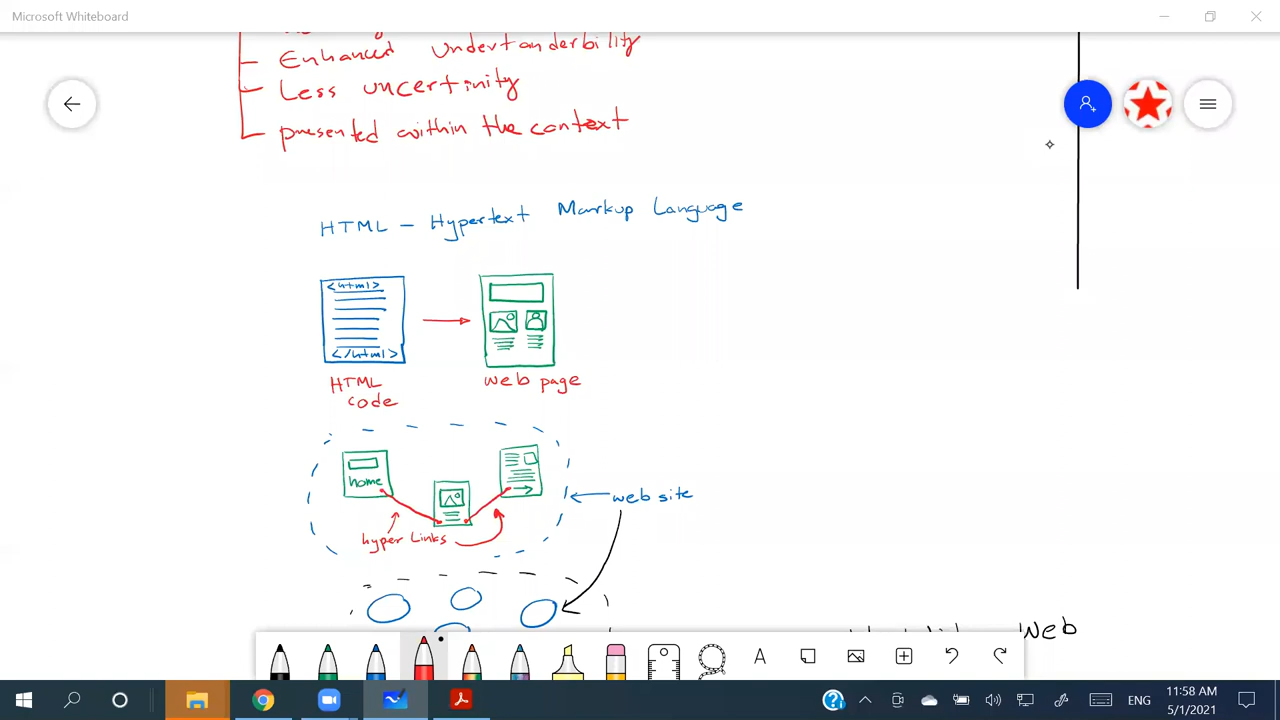 Microsoft Whiteboard
Enhanced Undertanderbility
Less uncertinity
presented within the context
HTML - Hypertext Markup Language
<html>
</html>
HTML
code
web page
home
web site
hyper Links
Web
A
ENG
11:58 AM
5/1/2021